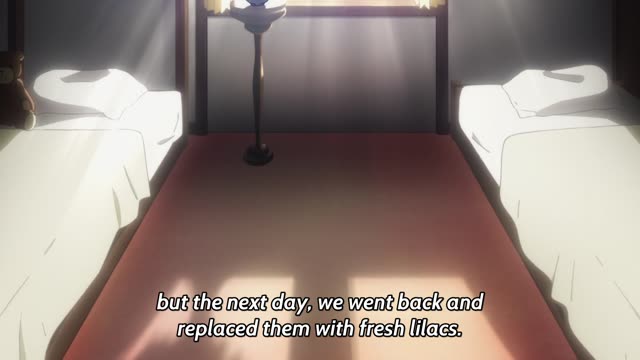 but the next day, we went back and
replaced them with fresh lilacs.